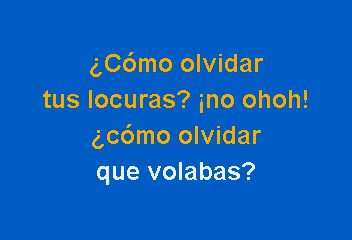 ¿Cómo olvidar
tus locuras? ¡no ohoh!
¿cómo olvidar
que volabas?